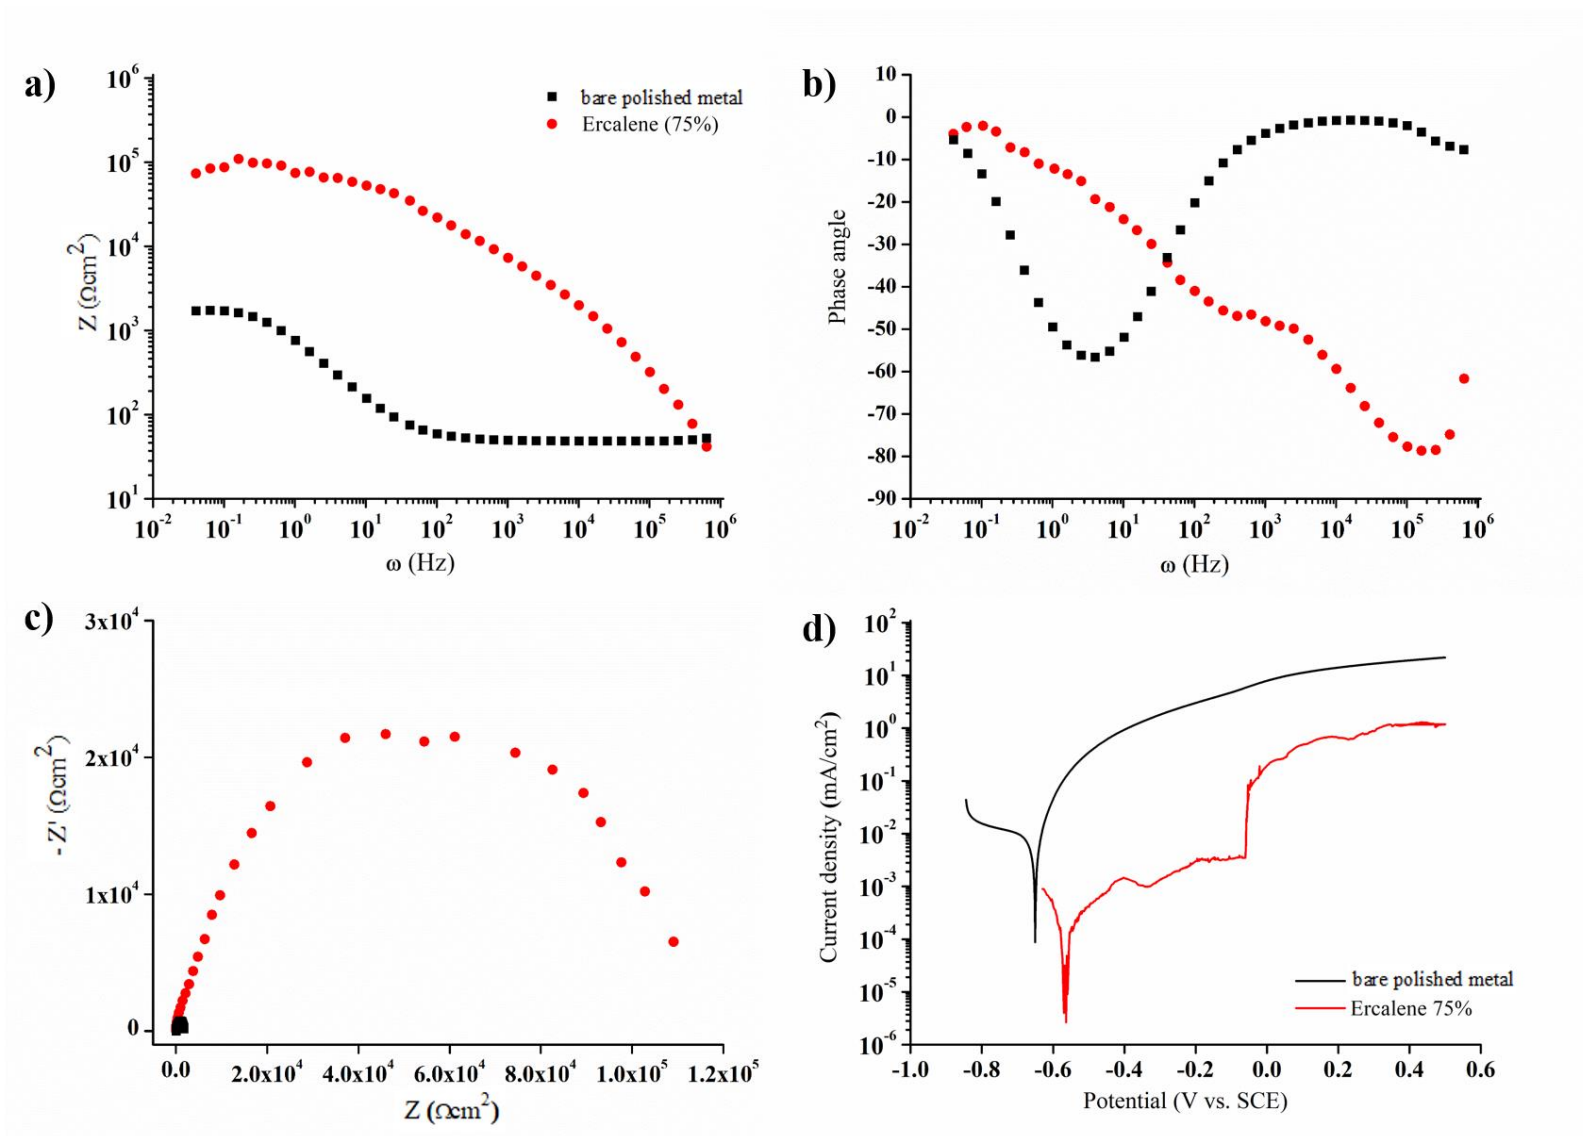 a)
10^6
10^5
10^4
10^3
10^2
10^1
Z (Ωcm^2)
bare polished metal
Ercalene (75%)
10^-2 10^-1 10^0 10^1 10^2 10^3 10^4 10^5 10^6
ω (Hz)
b)
10
0
-10
-20
-30
-40
-50
-60
-70
-80
-90
Phase angle
10^-2 10^-1 10^0 10^1 10^2 10^3 10^4 10^5 10^6
ω (Hz)
c)
3x10^4
2x10^4
1x10^4
0
- Z' (Ωcm^2)
0.0 2.0x10^4 4.0x10^4 6.0x10^4 8.0x10^4 1.0x10^5 1.2x10^5
Z (Ωcm^2)
d)
10^2
10^1
10^0
10^-1
10^-2
10^-3
10^-4
10^-5
10^-6
Current density (mA/cm^2)
bare polished metal
Ercalene 75%
-1.0 -0.8 -0.6 -0.4 -0.2 0.0 0.2 0.4 0.6
Potential (V vs. SCE)